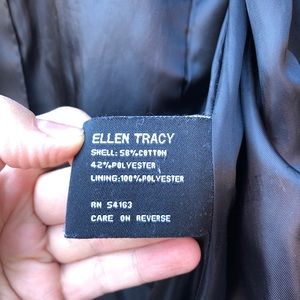 ELLEN TRACY
SHELL: 58%COTTON
42%POLYESTER
LINING:100%POLYESTER
RN 54163
CARE ON REVERSE